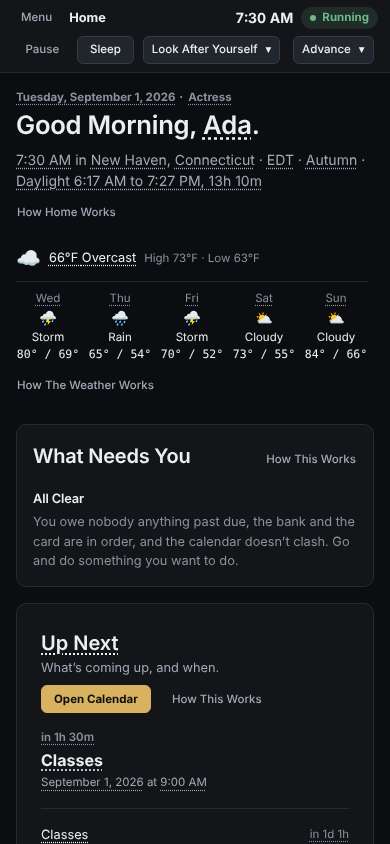 Menu Home 7:30 AM Running
Pause Sleep Look After Yourself ▾ Advance ▾
Tuesday, September 1, 2026 · Actress
Good Morning, Ada.
7:30 AM in New Haven, Connecticut · EDT · Autumn ·
Daylight 6:17 AM to 7:27 PM, 13h 10m
How Home Works
66°F Overcast High 73°F · Low 63°F
Wed Thu Fri Sat Sun
Storm Rain Storm Cloudy Cloudy
80° / 69° 65° / 54° 70° / 52° 73° / 55° 84° / 66°
How The Weather Works
What Needs You How This Works
All Clear
You owe nobody anything past due, the bank and the
card are in order, and the calendar doesn't clash. Go
and do something you want to do.
Up Next
What's coming up, and when.
Open Calendar How This Works
in 1h 30m
Classes
September 1, 2026 at 9:00 AM
Classes in 1d 1h